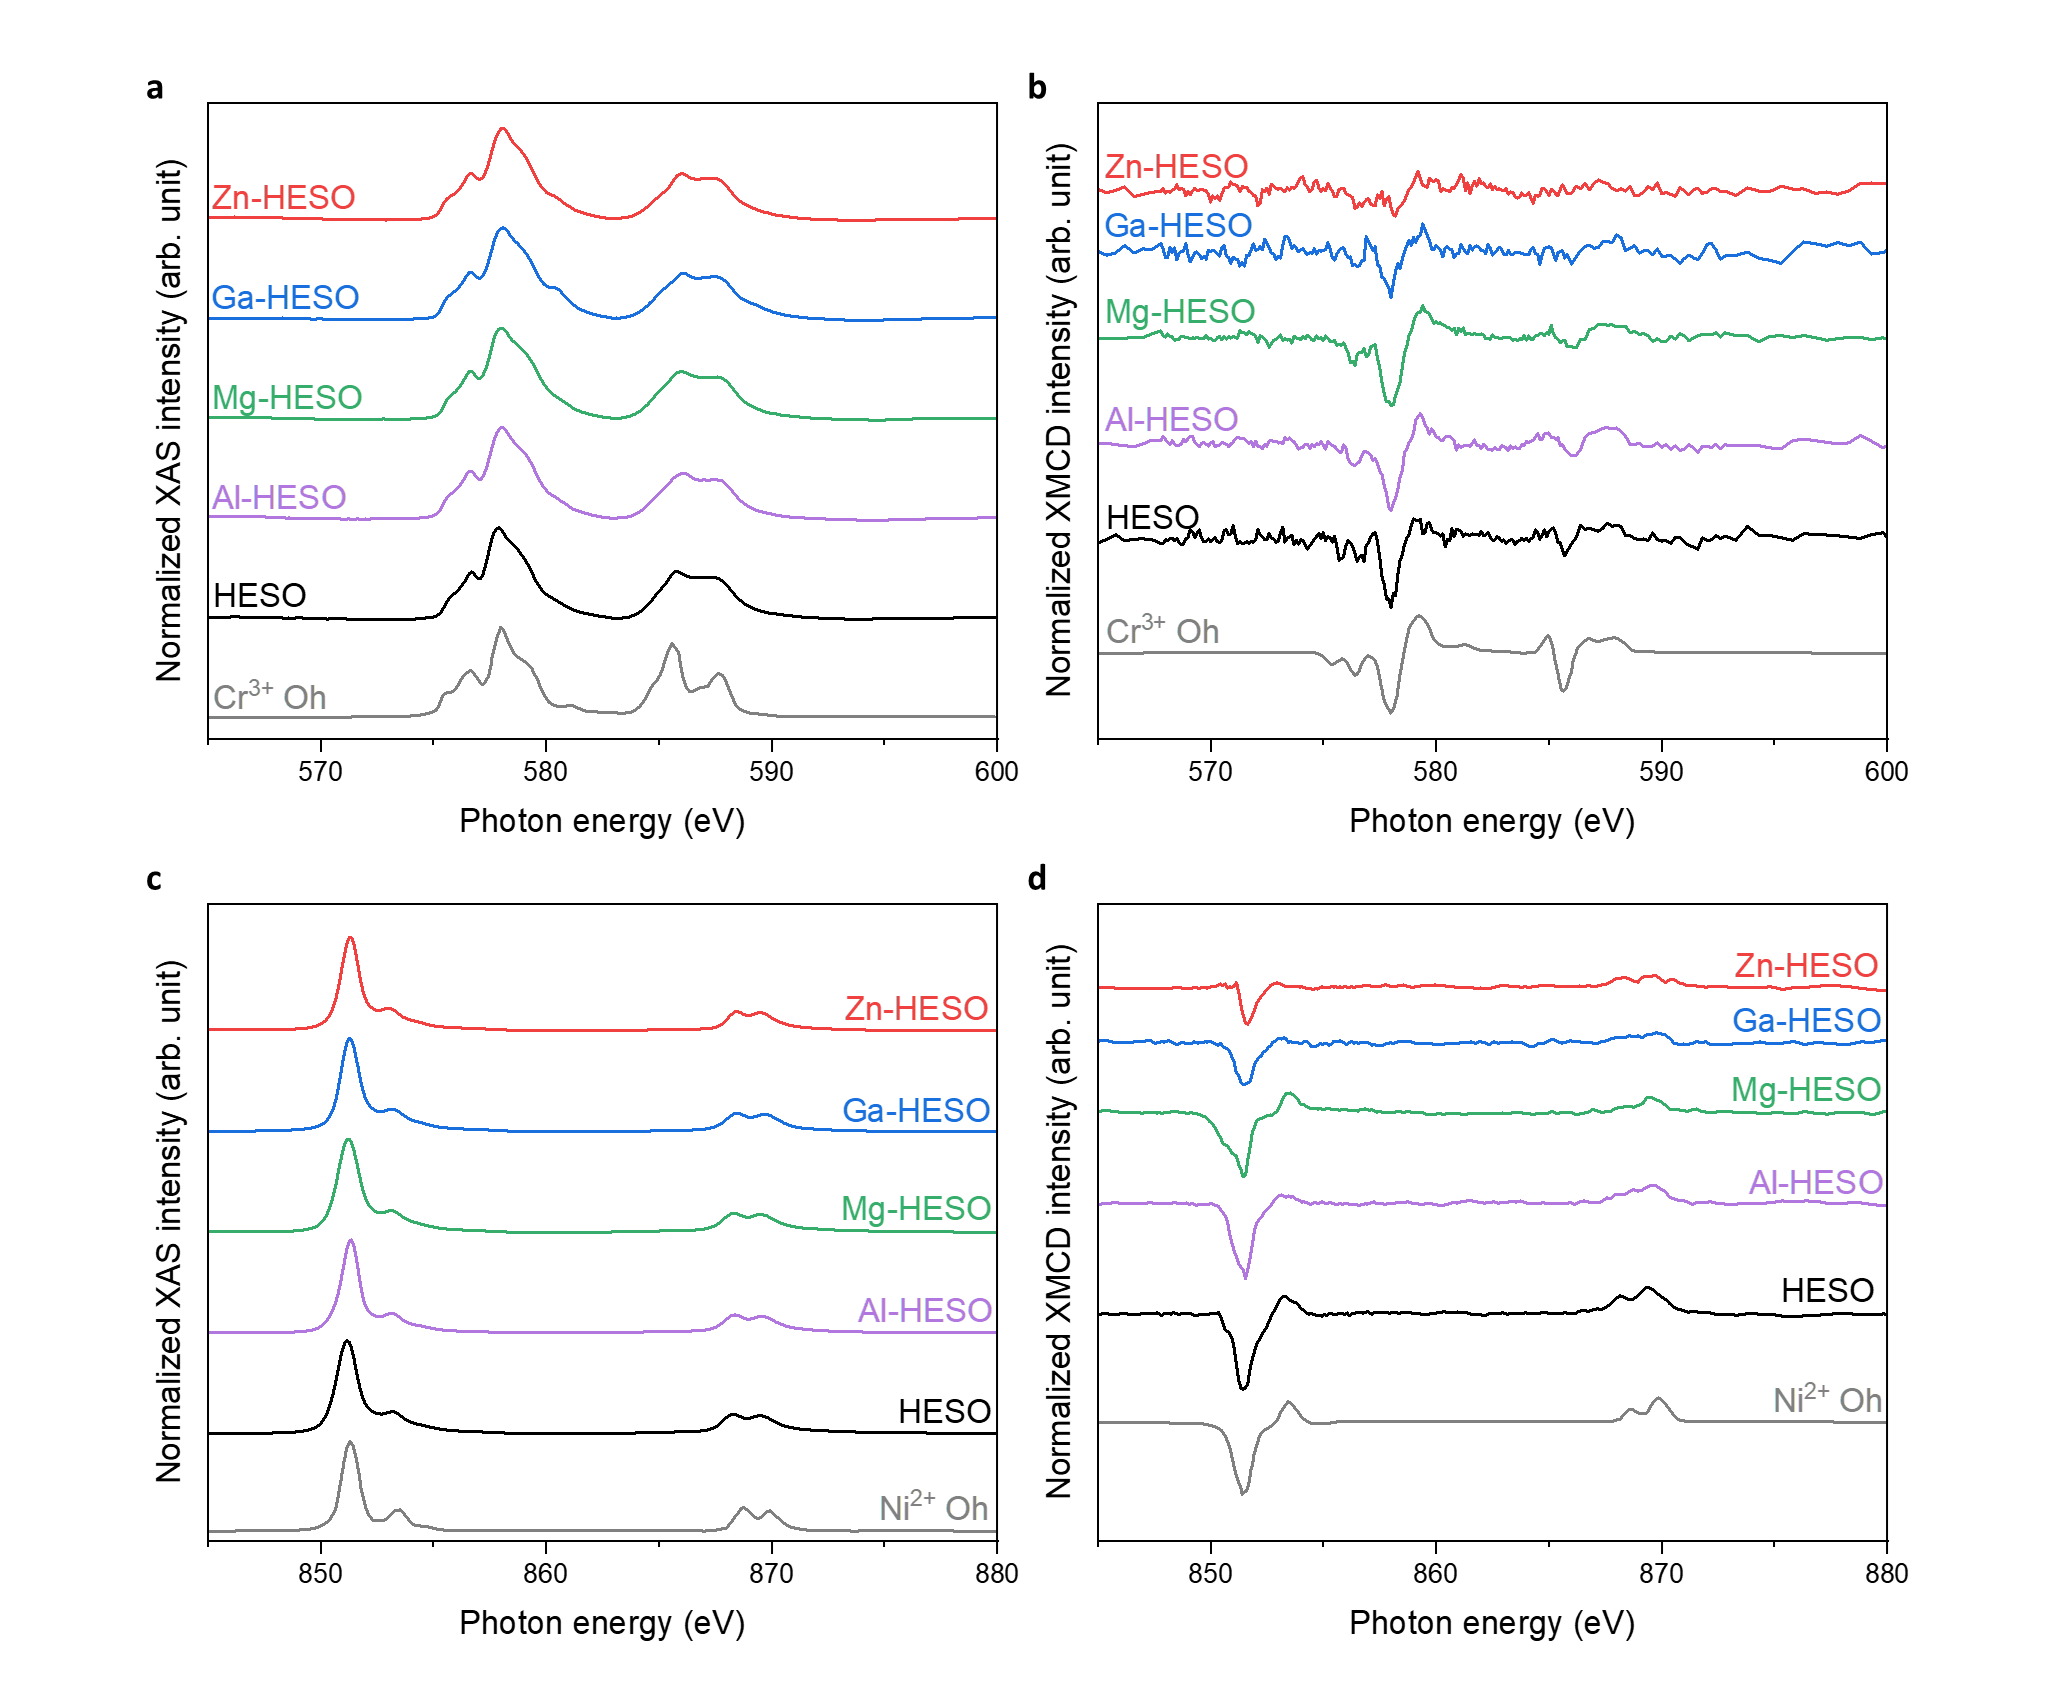 a
Normalized XAS intensity (arb. unit)
Zn-HESO
Ga-HESO
Mg-HESO
Al-HESO
HESO
Cr³⁺ Oh
570 580 590 600
Photon energy (eV)
b
Normalized XMCD intensity (arb. unit)
Zn-HESO
Ga-HESO
Mg-HESO
Al-HESO
HESO
Cr³⁺ Oh
570 580 590 600
Photon energy (eV)
c
Normalized XAS intensity (arb. unit)
Zn-HESO
Ga-HESO
Mg-HESO
Al-HESO
HESO
Ni²⁺ Oh
850 860 870 880
Photon energy (eV)
d
Normalized XMCD intensity (arb. unit)
Zn-HESO
Ga-HESO
Mg-HESO
Al-HESO
HESO
Ni²⁺ Oh
850 860 870 880
Photon energy (eV)